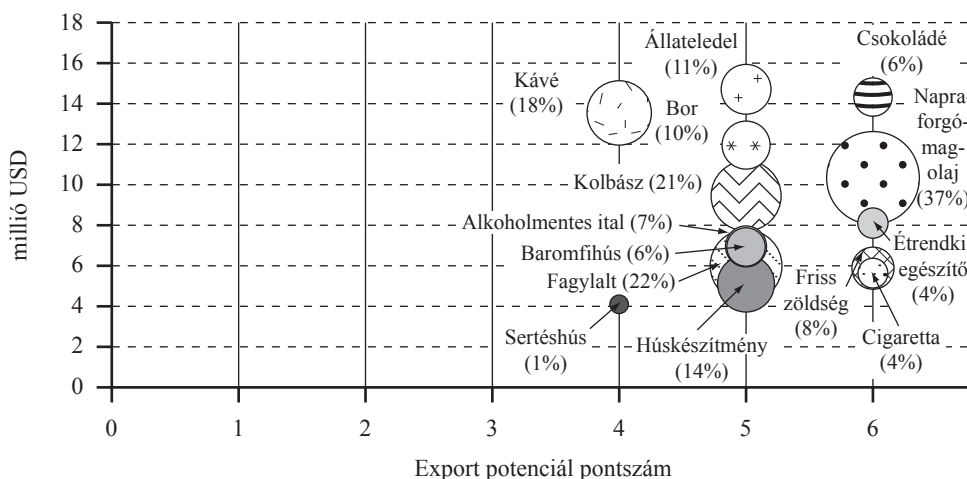 18
16
14
12
10
8
6
4
2
0
millió USD
Kávé
(18%)
Állateledel
(11%)
Bor
(10%)
Kolbász (21%)
Alkoholmentes ital (7%)
Baromfihús (6%)
Fagylalt (22%)
Sertéshús
(1%)
Húskészítmény
(14%)
Csokoládé
(6%)
Napra-
forgó-
mag-
olaj
(37%)
Étrendki-
egészítő
(4%)
Friss
zöldség
(8%)
Cigaretta
(4%)
0 1 2 3 4 5 6
Export potenciál pontszám